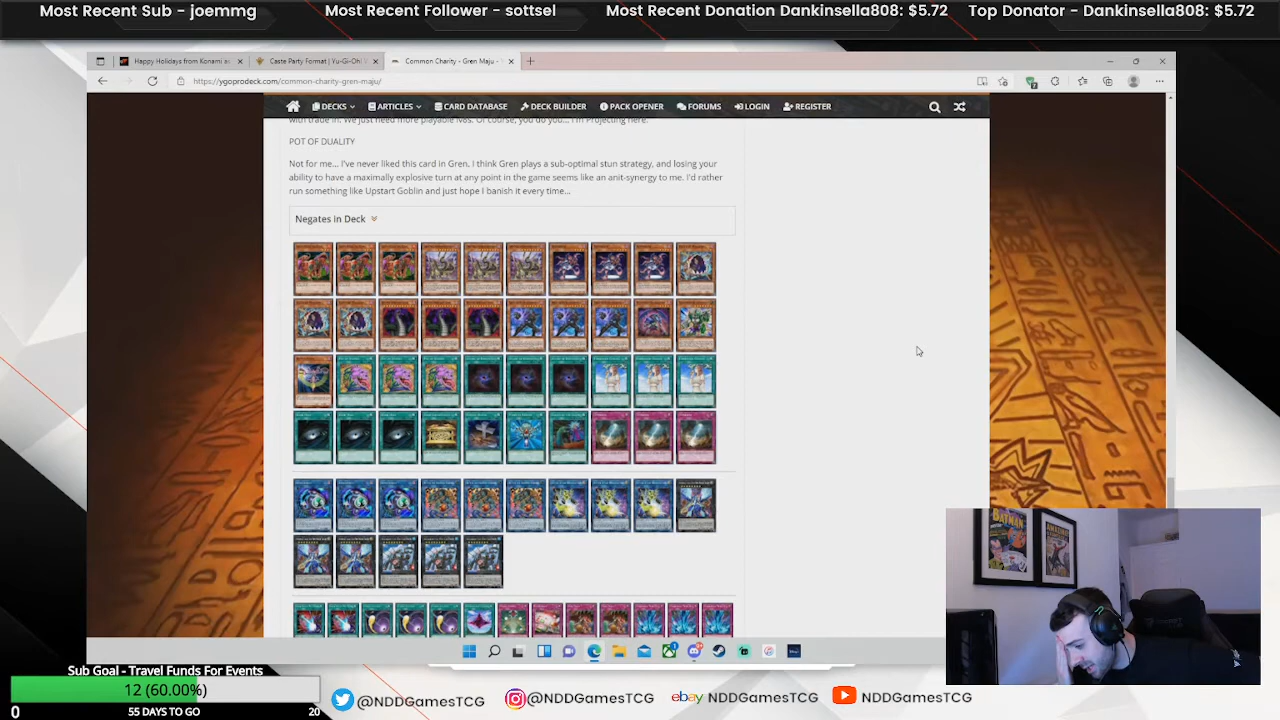 Most Recent Sub - joemmg
Most Recent Follower - sottsel
Most Recent Donation Dankinsella808: $5.72
Top Donator - Dankinsella808: $5.72
Happy Holidays from Konami as
Caste Party Format | Yu-Gi-Oh!
Common Charity - Gren Maju -
https://ygoprodeck.com/common-charity-gren-maju/
DECKS
ARTICLES
CARD DATABASE
DECK BUILDER
PACK OPENER
FORUMS
LOGIN
REGISTER
POT OF DUALITY
Not for me... I've never liked this card in Gren. I think Gren plays a sub-optimal stun strategy, and losing your
ability to have a maximally explosive turn at any point in the game seems like an anit-synergy to me. I'd rather
run something like Upstart Goblin and just hope I banish it every time...
Negates in Deck
BATMAN
Sub Goal - Travel Funds For Events
12 (60.00%)
0
55 DAYS TO GO
20
@NDDGamesTCG
@NDDGamesTCG
ebay NDDGamesTCG
NDDGamesTCG